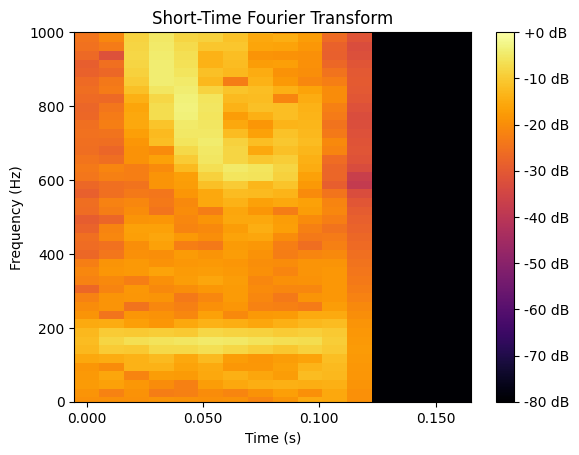 Short-Time Fourier Transform
1000
800
600
400
200
0
Frequency (Hz)
0.000
0.050
0.100
0.150
Time (s)
+0 dB
-10 dB
-20 dB
-30 dB
-40 dB
-50 dB
-60 dB
-70 dB
-80 dB